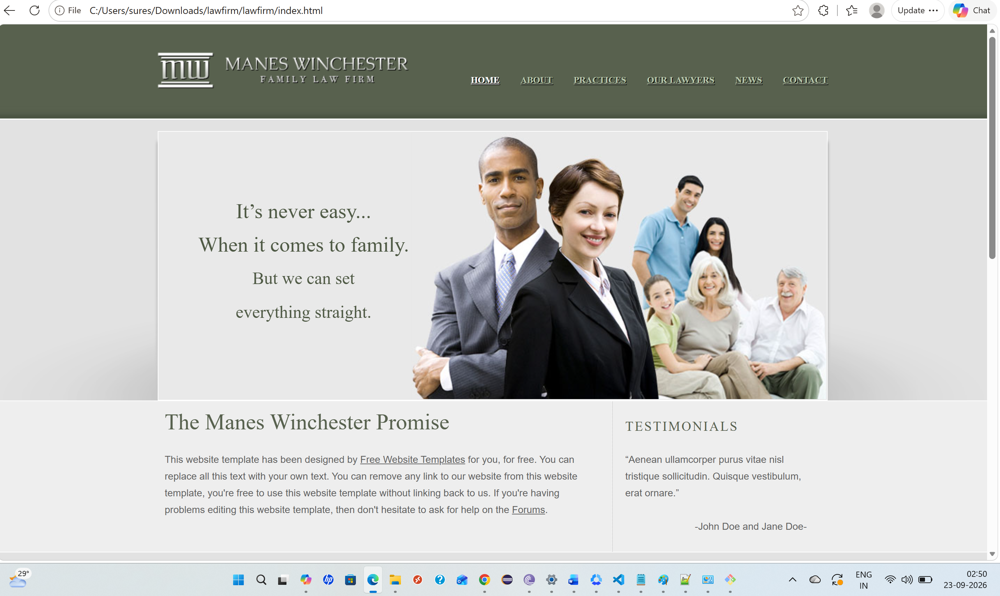 File C:/Users/sures/Downloads/lawfirm/lawfirm/index.html
Update
Chat
mw
MANES WINCHESTER
FAMILY LAW FIRM
HOME ABOUT PRACTICES OUR LAWYERS NEWS CONTACT
It’s never easy...
When it comes to family.
But we can set
everything straight.
The Manes Winchester Promise
This website template has been designed by Free Website Templates for you, for free. You can
replace all this text with your own text. You can remove any link to our website from this website
template, you're free to use this website template without linking back to us. If you're having
problems editing this website template, then don't hesitate to ask for help on the Forums.
TESTIMONIALS
“Aenean ullamcorper purus vitae nisl
tristique sollicitudin. Quisque vestibulum,
erat ornare.”
-John Doe and Jane Doe-
29°
hp
ENG
IN
02:50
23-09-2026